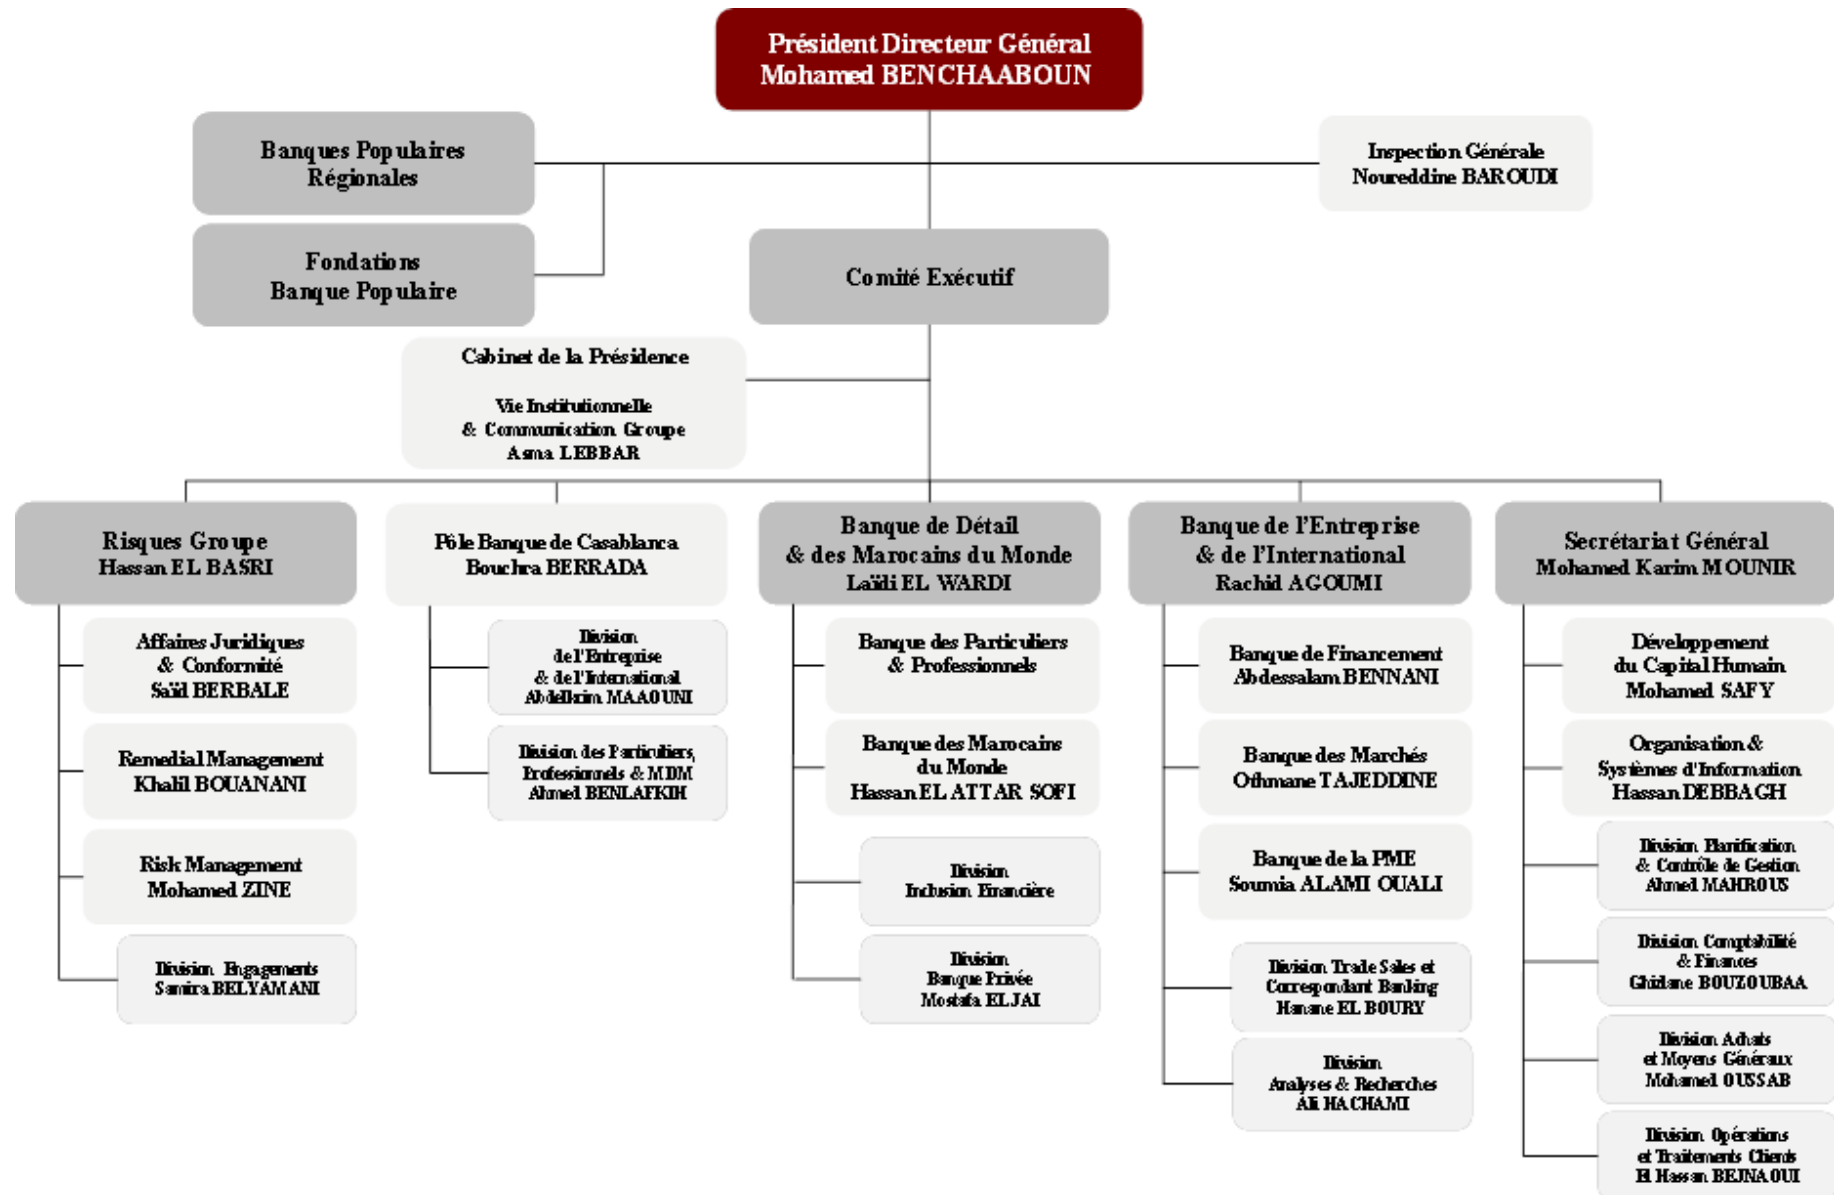 Président Directeur Général
Mohamed BENCHAABOUN
Banques Populaires
Régionales
Inspection Générale
Noureddine BAROUDI
Fondations
Banque Populaire
Comité Exécutif
Cabinet de la Présidence
Vie Institutionnelle
& Communication Groupe
Asma LEBBAR
Risques Groupe
Hassan EL BASRI
Affaires Juridiques
& Conformité
Saïd BERBALE
Remedial Management
Khalil BOUANANI
Risk Management
Mohamed ZINE
Division Engagements
Samira BELYAMANI
Pôle Banque de Casablanca
Bouchra BERRADA
Division
de l'Entreprise
& de l'International
Abdelkrim MAAOUNI
Division des Particuliers,
Professionnels & MDM
Ahmed BENLAFKIH
Banque de Détail
& des Marocains du Monde
Laïdi EL WARDI
Banque des Particuliers
& Professionnels
Banque des Marocains
du Monde
Hassan EL ATTAR SOFI
Division
Inclusion Financière
Division
Banque Privée
Mostafa EL JAI
Banque de l’Entreprise
& de l’International
Rachid AGOUMI
Banque de Financement
Abdessalam BENNANI
Banque des Marchés
Othmane TAJEDDINE
Banque de la PME
Soumia ALAMI OUALI
Division Trade Sales et
Correspondant Banking
Hanane EL BOURY
Division
Analyses & Recherches
Ali HACHAMI
Secrétariat Général
Mohamed Karim MOUNIR
Développement
du Capital Humain
Mohamed SAFY
Organisation &
Systèmes d'Information
Hassan DEBBAGH
Division Planification
& Contrôle de Gestion
Ahmed MAHROUS
Division Comptabilité
& Finances
Ghizlane BOUZOUBAA
Division Achats
et Moyens Généraux
Mohamed OUSSAB
Division Opérations
et Traitements Clients
El Hassan BEJNAOUI